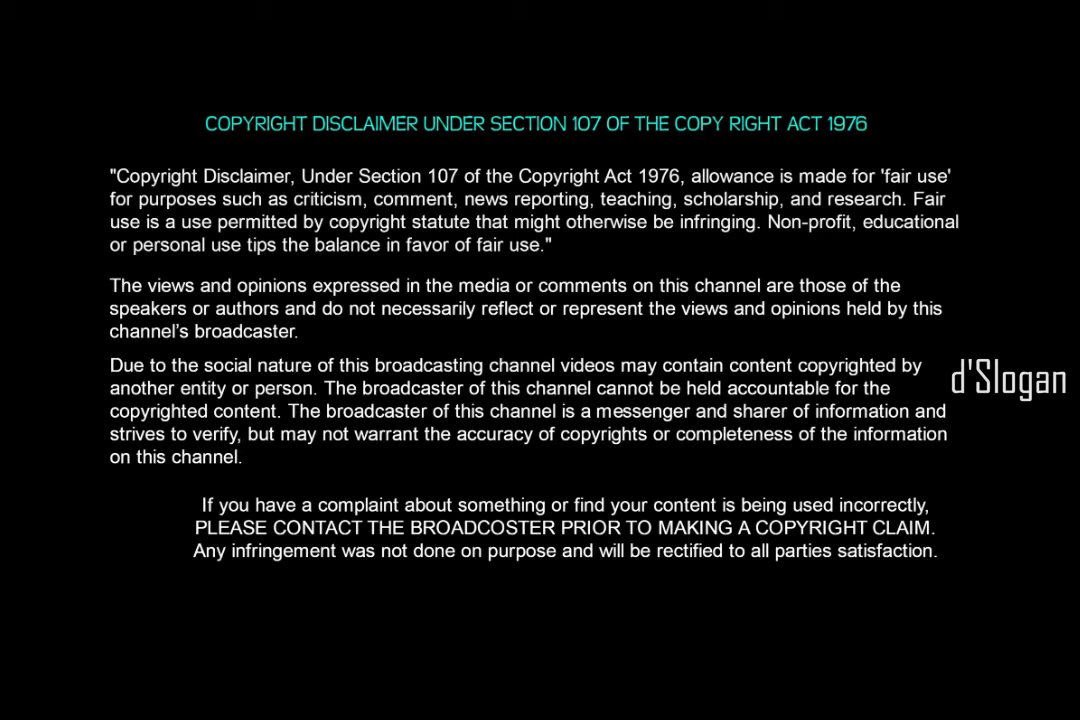 COPYRIGHT DISCLAIMER UNDER SECTION 107 OF THE COPY RIGHT ACT 1976
"Copyright Disclaimer, Under Section 107 of the Copyright Act 1976, allowance is made for 'fair use'
for purposes such as criticism, comment, news reporting, teaching, scholarship, and research. Fair
use is a use permitted by copyright statute that might otherwise be infringing. Non-profit, educational
or personal use tips the balance in favor of fair use."
The views and opinions expressed in the media or comments on this channel are those of the
speakers or authors and do not necessarily reflect or represent the views and opinions held by this
channel's broadcaster.
Due to the social nature of this broadcasting channel videos may contain content copyrighted by
another entity or person. The broadcaster of this channel cannot be held accountable for the
copyrighted content. The broadcaster of this channel is a messenger and sharer of information and
strives to verify, but may not warrant the accuracy of copyrights or completeness of the information
on this channel.
d'Slogan
If you have a complaint about something or find your content is being used incorrectly,
PLEASE CONTACT THE BROADCOSTER PRIOR TO MAKING A COPYRIGHT CLAIM.
Any infringement was not done on purpose and will be rectified to all parties satisfaction.